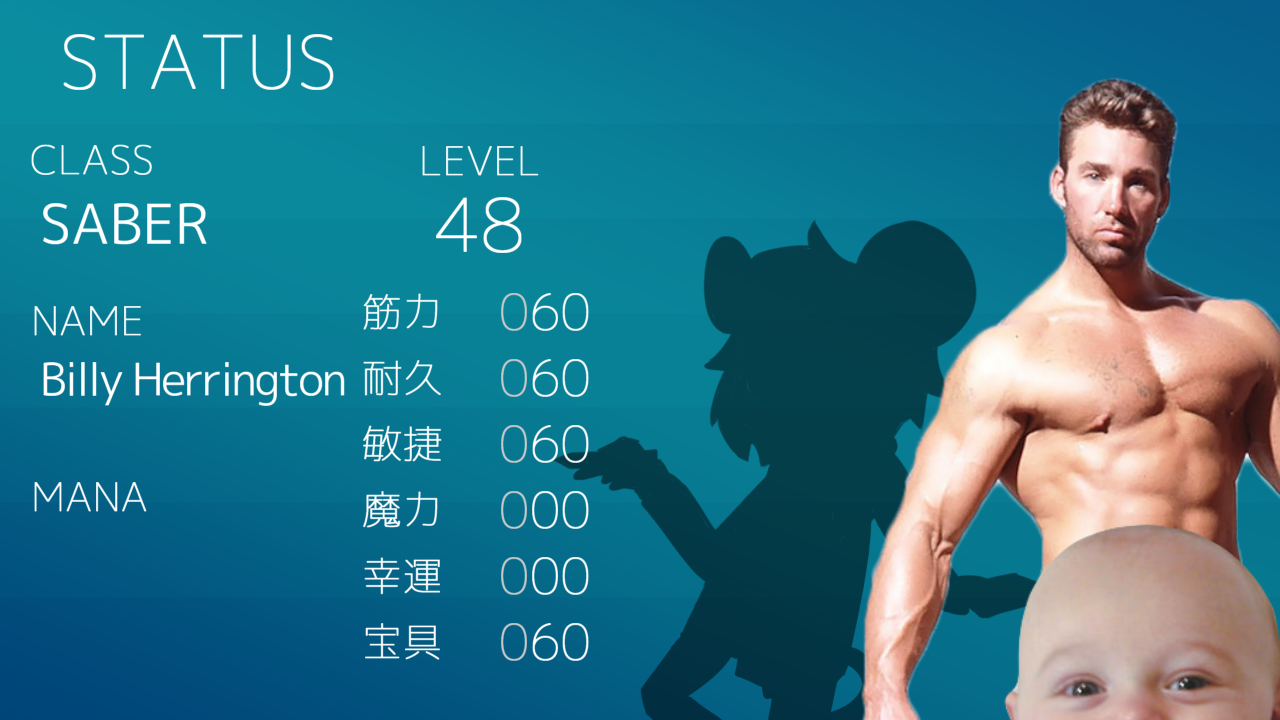 STATUS
CLASS
SABER
LEVEL
48
NAME
Billy Herrington
MANA
筋力 060
耐久 060
敏捷 060
魔力 000
幸運 000
宝具 060